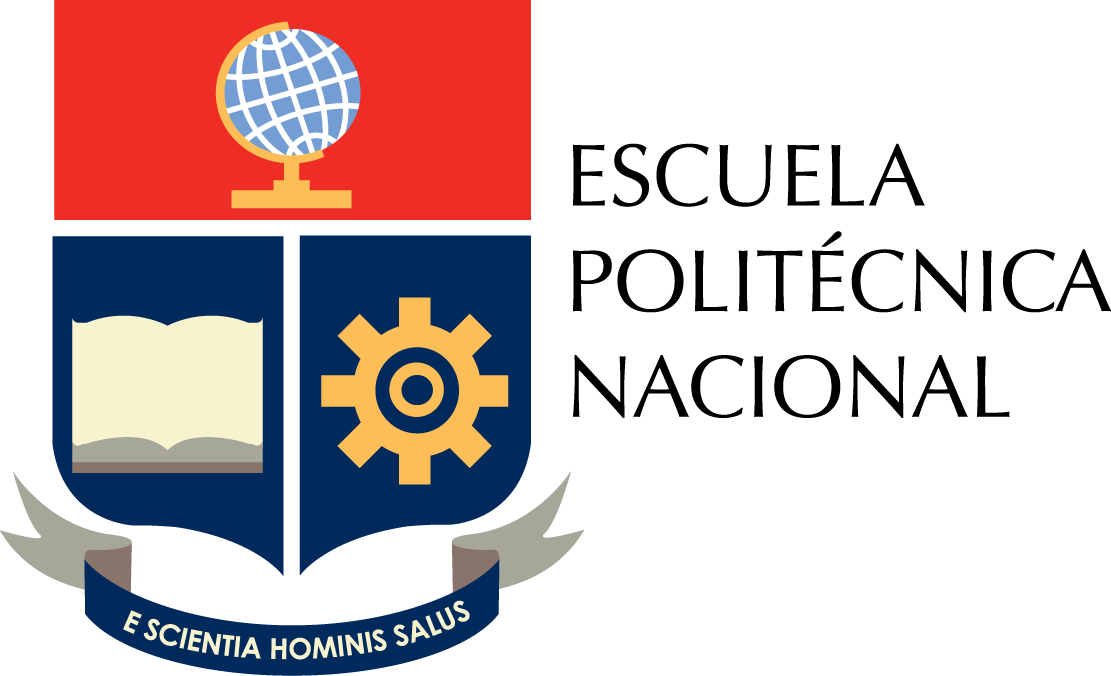 ESCUELA
POLITÉCNICA
NACIONAL
E SCIENTIA HOMINIS SALUS